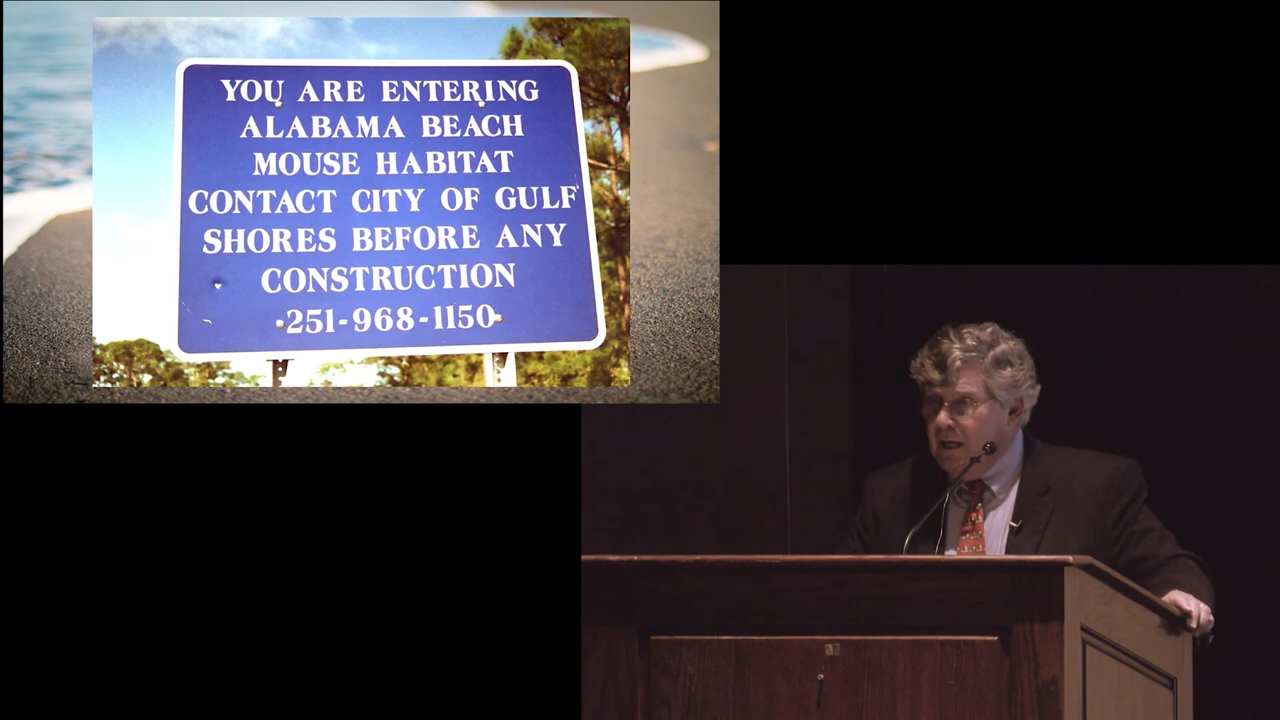 YOU ARE ENTERING
ALABAMA BEACH
MOUSE HABITAT
CONTACT CITY OF GULF
SHORES BEFORE ANY
CONSTRUCTION
251-968-1150